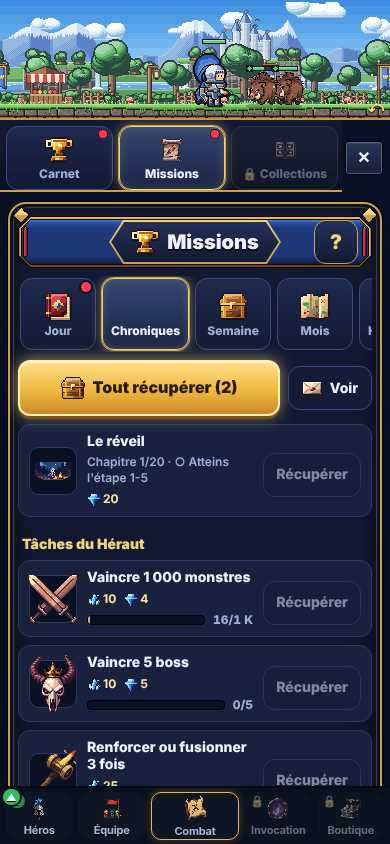 Carnet
Missions
Collections
×
Missions
?
Jour
Chroniques
Semaine
Mois
Tout récupérer (2)
Voir
Le réveil
Chapitre 1/20 · O Atteins
l'étape 1-5
20
Récupérer
Tâches du Héraut
Vaincre 1 000 monstres
10 4
16/1 K
Récupérer
Vaincre 5 boss
10 5
0/5
Récupérer
Renforcer ou fusionner
3 fois
25
Récupérer
Héros
Équipe
Combat
Invocation
Boutique